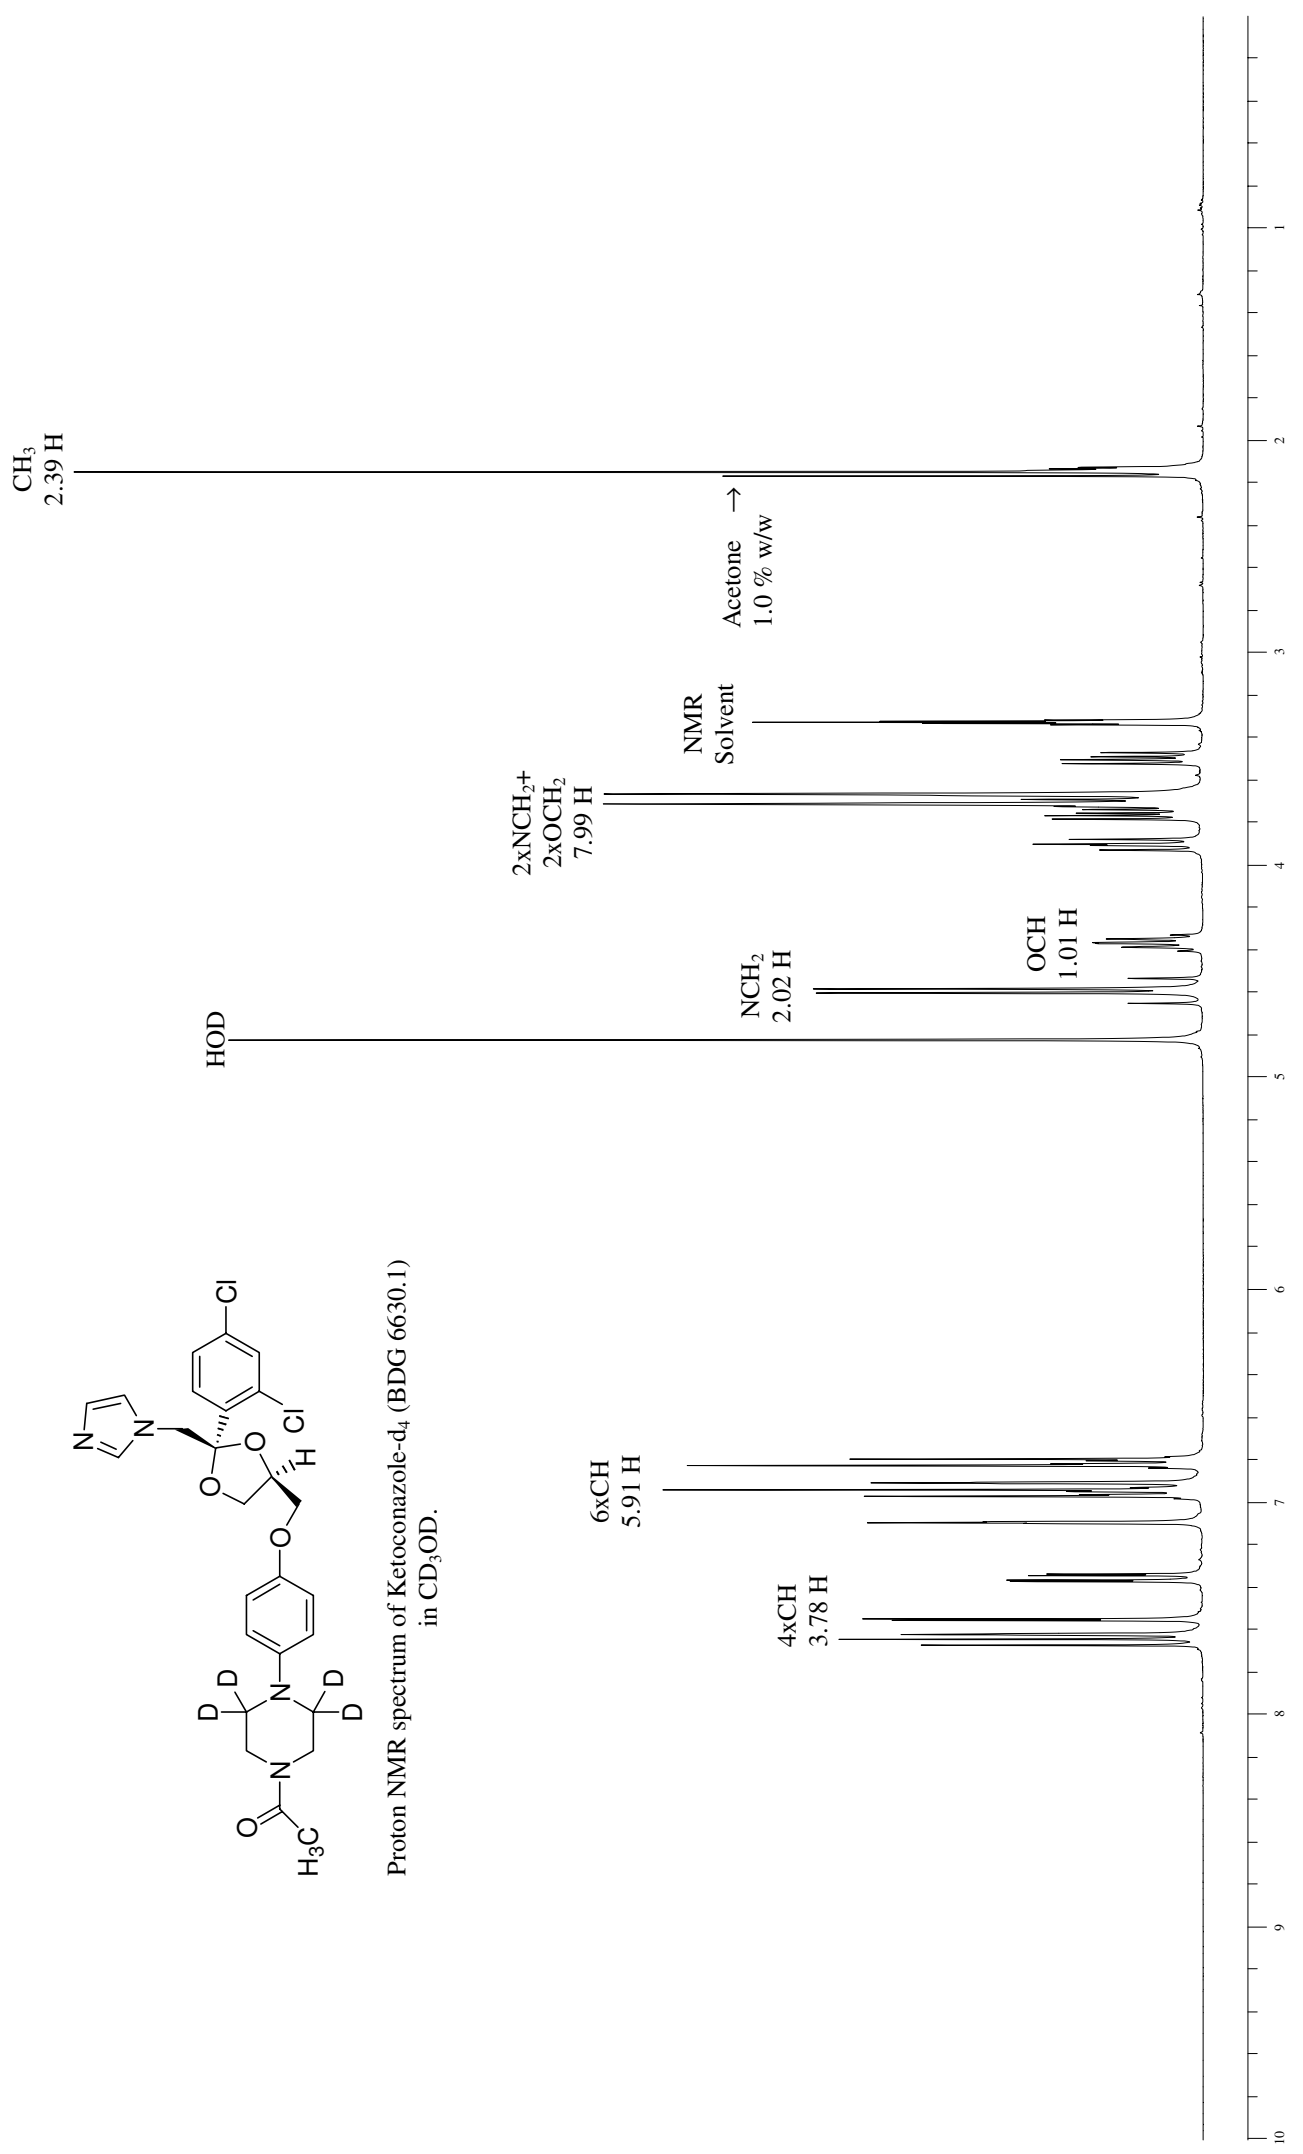 O
H₃C
N
D
D
N
D
D
O
O
O
H
N
N
Cl
Cl
Proton NMR spectrum of Ketoconazole-d₄ (BDG 6630.1)
in CD₃OD.
4xCH
3.78 H
6xCH
5.91 H
HOD
NCH₂
2.02 H
OCH
1.01 H
2xNCH₂+
2xOCH₂
7.99 H
NMR
Solvent
Acetone →
1.0 % w/w
CH₃
2.39 H
10 9 8 7 6 5 4 3 2 1